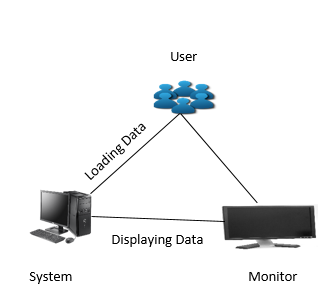 User
Loading Data
Displaying Data
System
Monitor